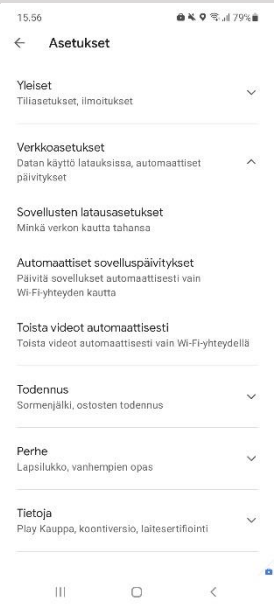 15.56
79%
Asetukset
Yleiset
Tiliasetukset, ilmoitukset
Verkkoasetukset
Datan käyttö latauksissa, automaattiset
päivitykset
Sovellusten latausasetukset
Minkä verkon kautta tahansa
Automaattiset sovelluspäivitykset
Päivitä sovellukset automaattisesti vain
Wi-Fi-yhteyden kautta
Toista videot automaattisesti
Toista videot automaattisesti vain Wi-Fi-yhteydellä
Todennus
Sormenjälki, ostosten todennus
Perhe
Lapsilukko, vanhempien opas
Tietoja
Play Kauppa, koontiversio, laitesertifiointi